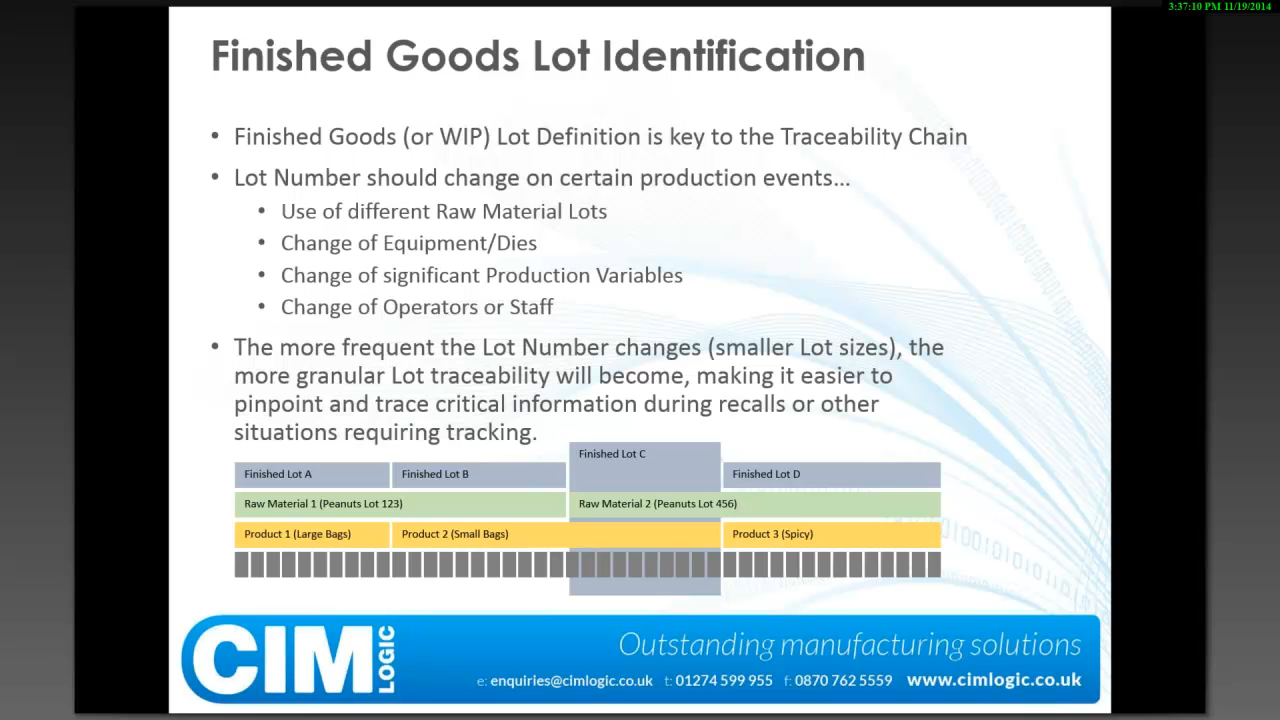 3:37:10 PM 11/19/2014
Finished Goods Lot Identification
• Finished Goods (or WIP) Lot Definition is key to the Traceability Chain
• Lot Number should change on certain production events...
• Use of different Raw Material Lots
• Change of Equipment/Dies
• Change of significant Production Variables
• Change of Operators or Staff
• The more frequent the Lot Number changes (smaller Lot sizes), the
more granular Lot traceability will become, making it easier to
pinpoint and trace critical information during recalls or other
situations requiring tracking.
Finished Lot A Finished Lot B Finished Lot C Finished Lot D
Raw Material 1 (Peanuts Lot 123) Raw Material 2 (Peanuts Lot 456)
Product 1 (Large Bags) Product 2 (Small Bags) Product 3 (Spicy)
CIM LOGIC
Outstanding manufacturing solutions
e: enquiries@cimlogic.co.uk t: 01274 599 955 f: 0870 762 5559 www.cimlogic.co.uk